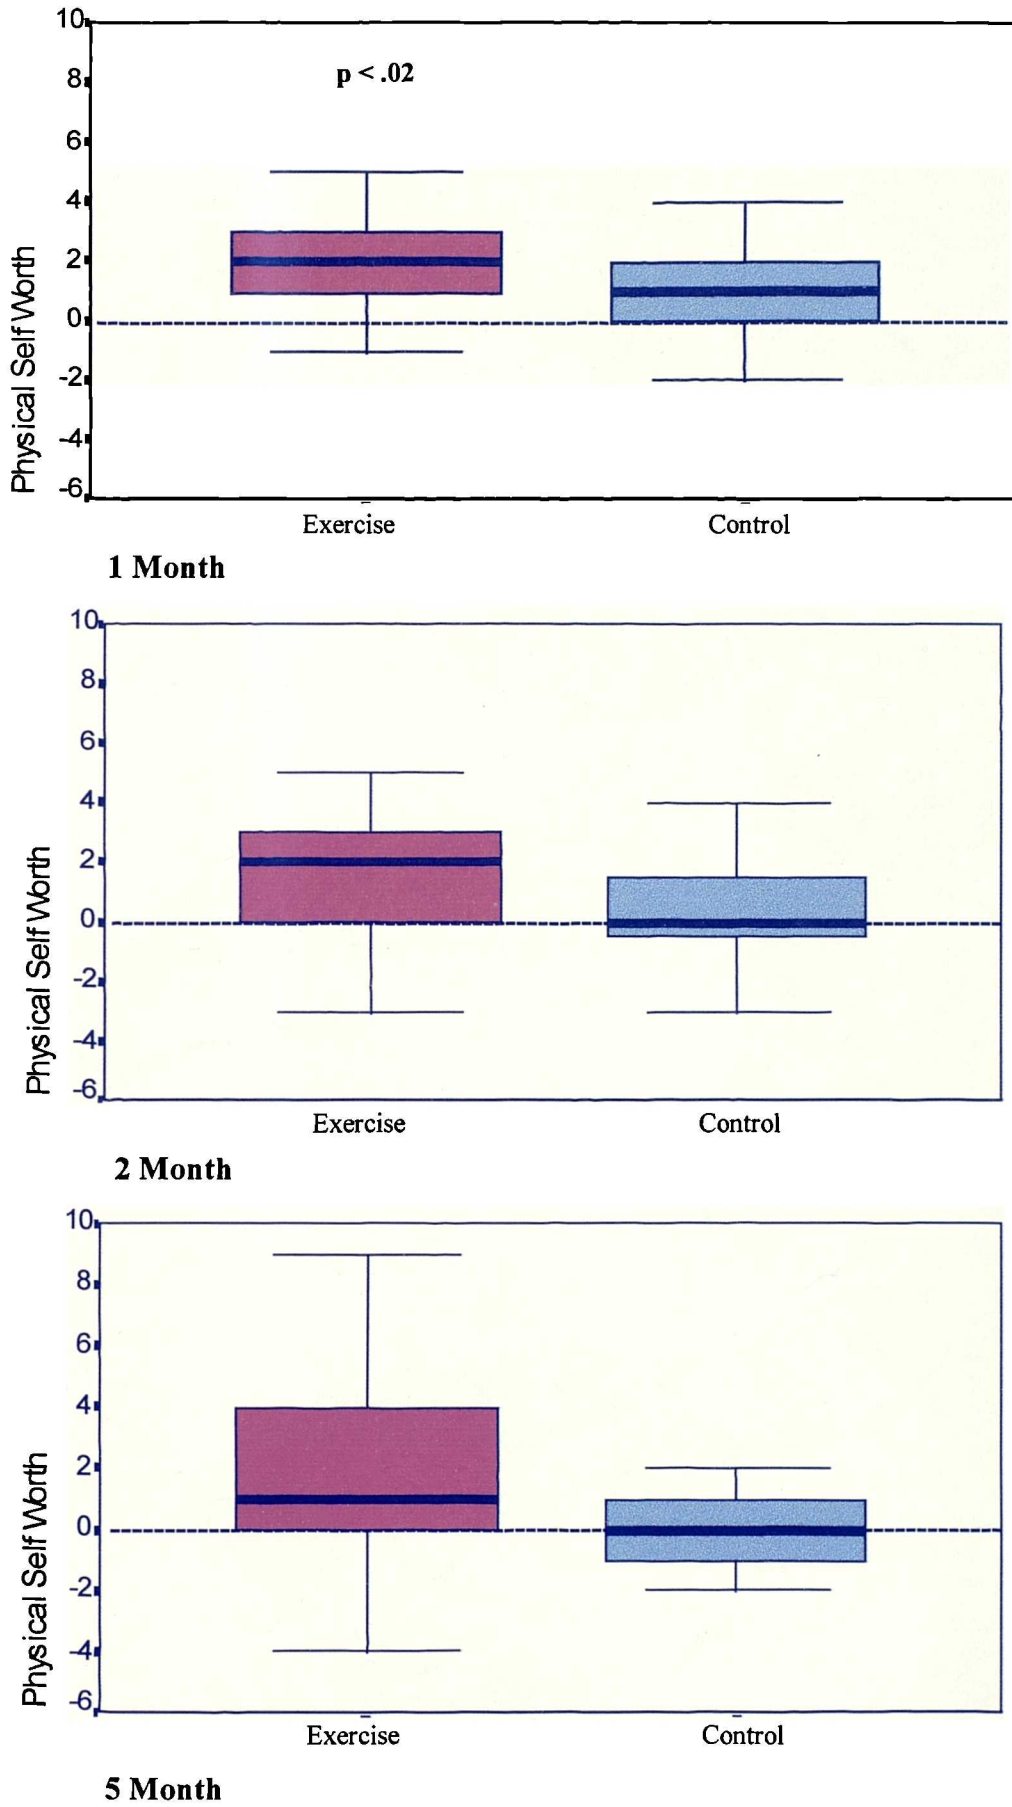 10
8
6
4
2
0
-2
-4
-6
Physical Self Worth
p < .02
Exercise Control
1 Month
10
8
6
4
2
0
-2
-4
-6
Physical Self Worth
Exercise Control
2 Month
10
8
6
4
2
0
-2
-4
-6
Physical Self Worth
Exercise Control
5 Month